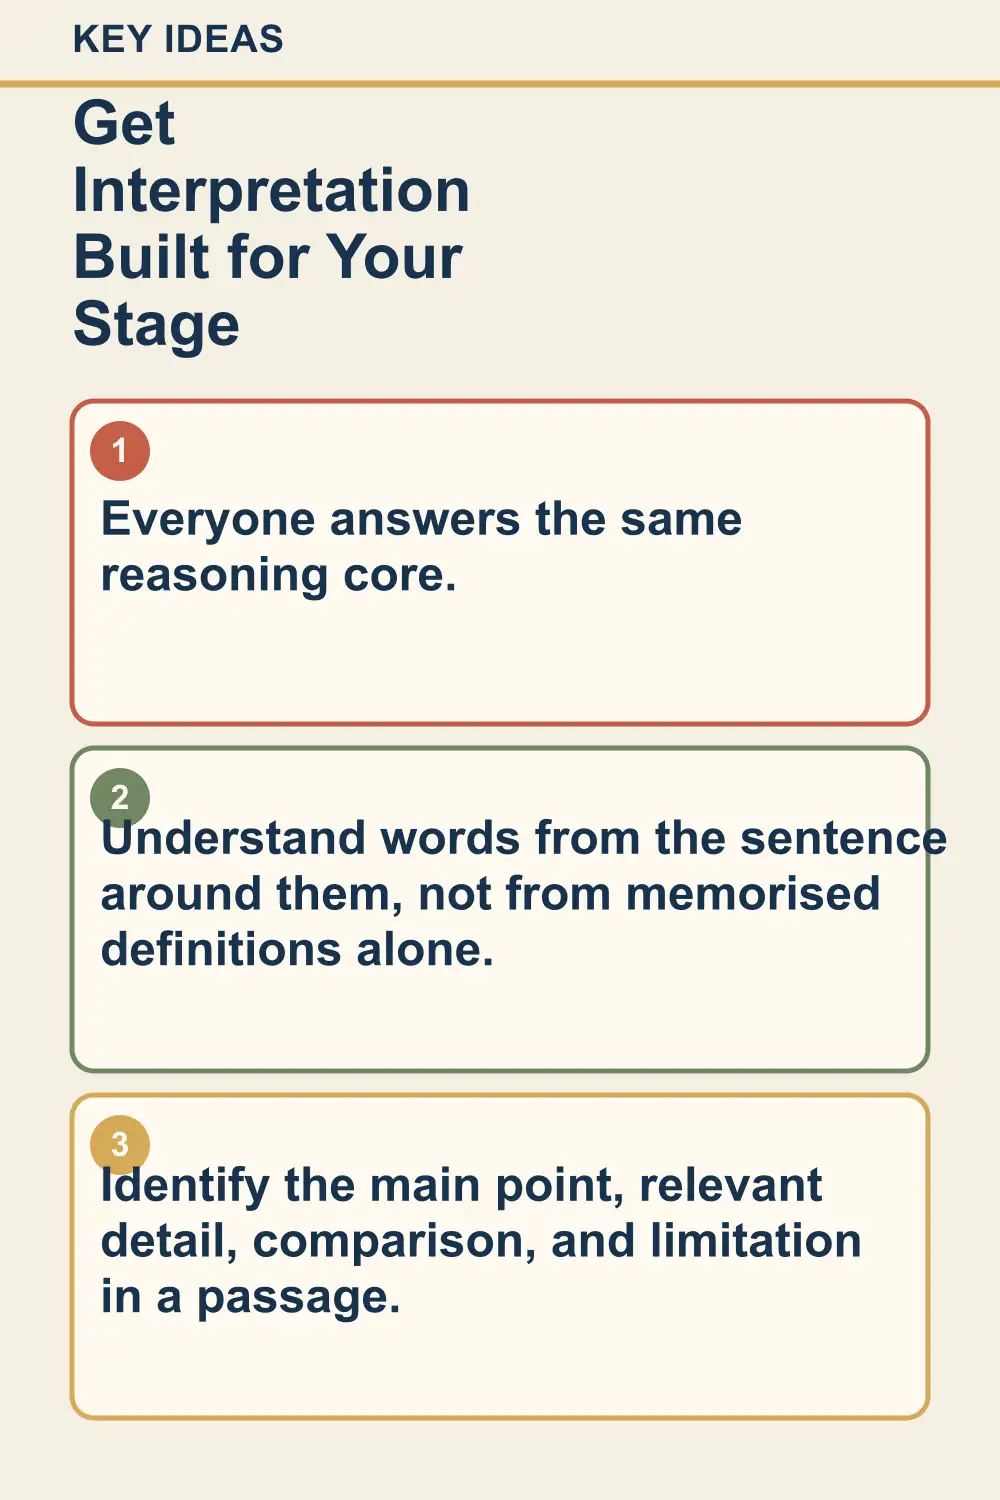 KEY IDEAS
Get
Interpretation
Built for Your
Stage
1
Everyone answers the same
reasoning core.
2
Understand words from the sentence
around them, not from memorised
definitions alone.
3
Identify the main point, relevant
detail, comparison, and limitation
in a passage.